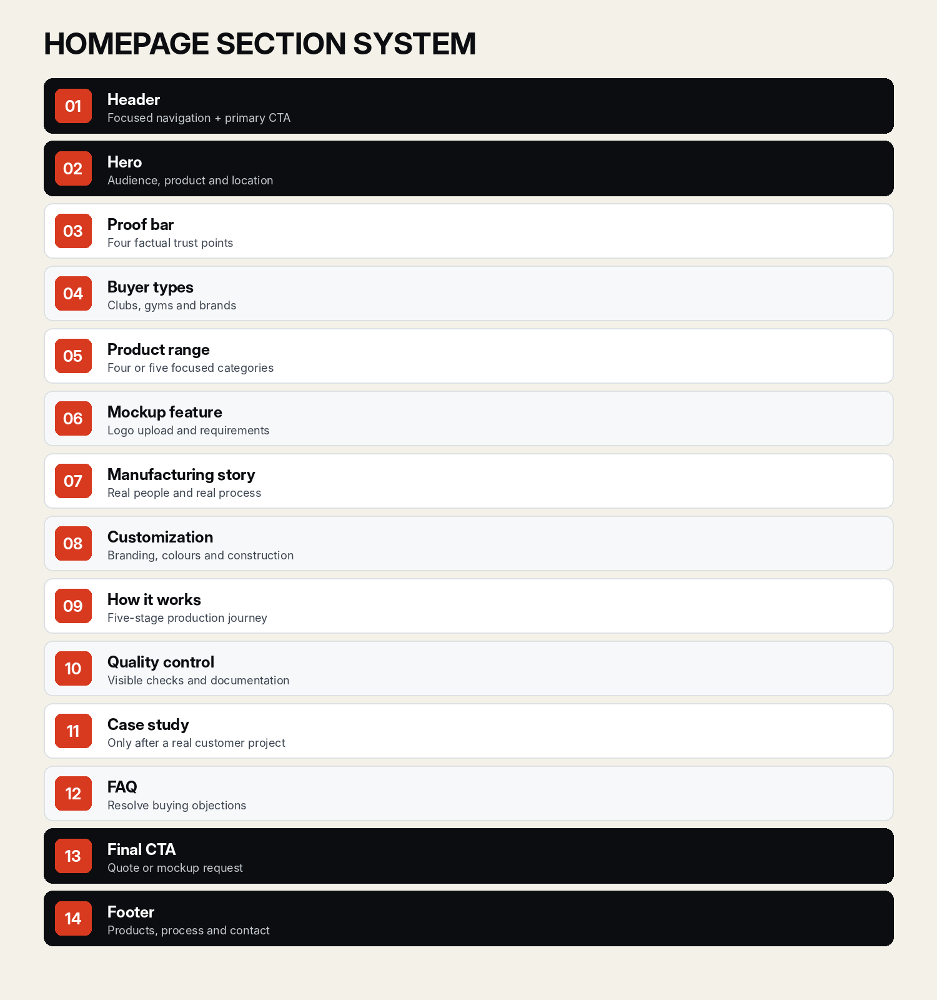 HOMEPAGE SECTION SYSTEM
01
Header
Focused navigation + primary CTA
02
Hero
Audience, product and location
03
Proof bar
Four factual trust points
04
Buyer types
Clubs, gyms and brands
05
Product range
Four or five focused categories
06
Mockup feature
Logo upload and requirements
07
Manufacturing story
Real people and real process
08
Customization
Branding, colours and construction
09
How it works
Five-stage production journey
10
Quality control
Visible checks and documentation
11
Case study
Only after a real customer project
12
FAQ
Resolve buying objections
13
Final CTA
Quote or mockup request
14
Footer
Products, process and contact